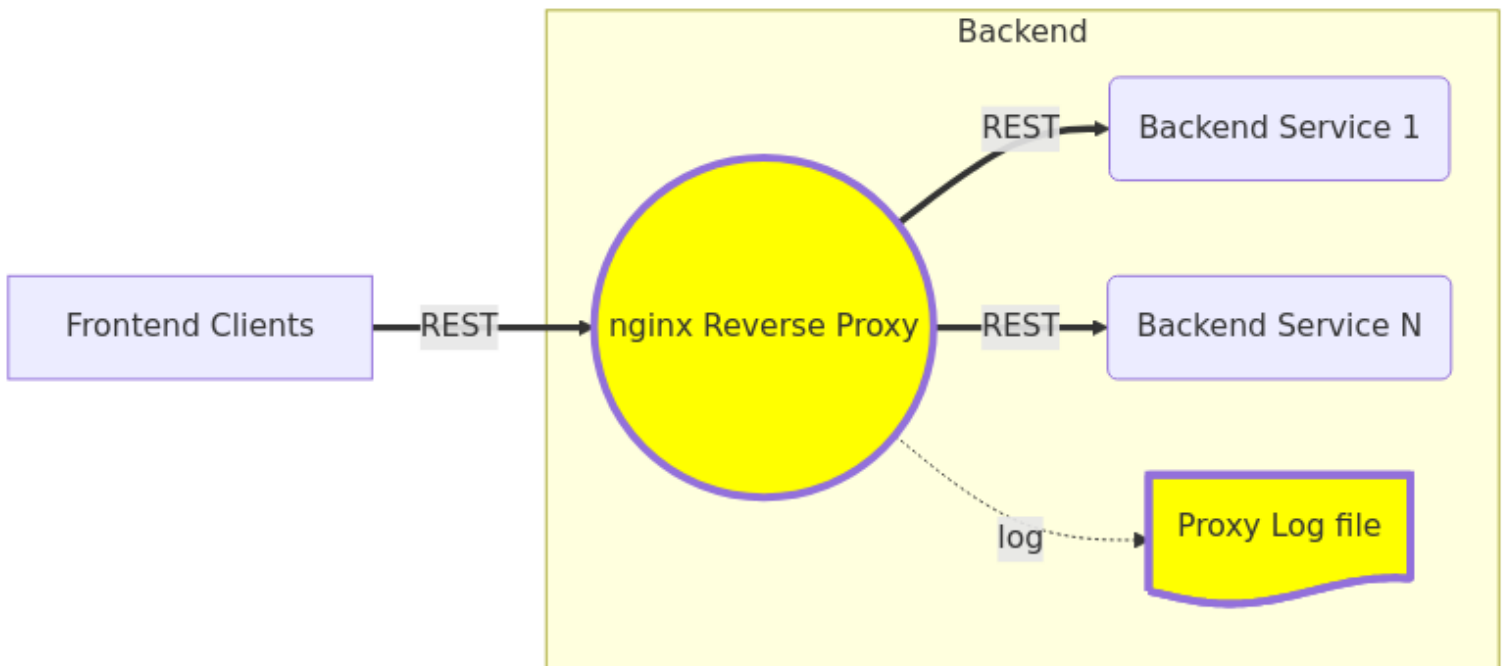 Backend
REST
Backend Service 1
Frontend Clients
REST
nginx Reverse Proxy
REST
Backend Service N
log
Proxy Log file